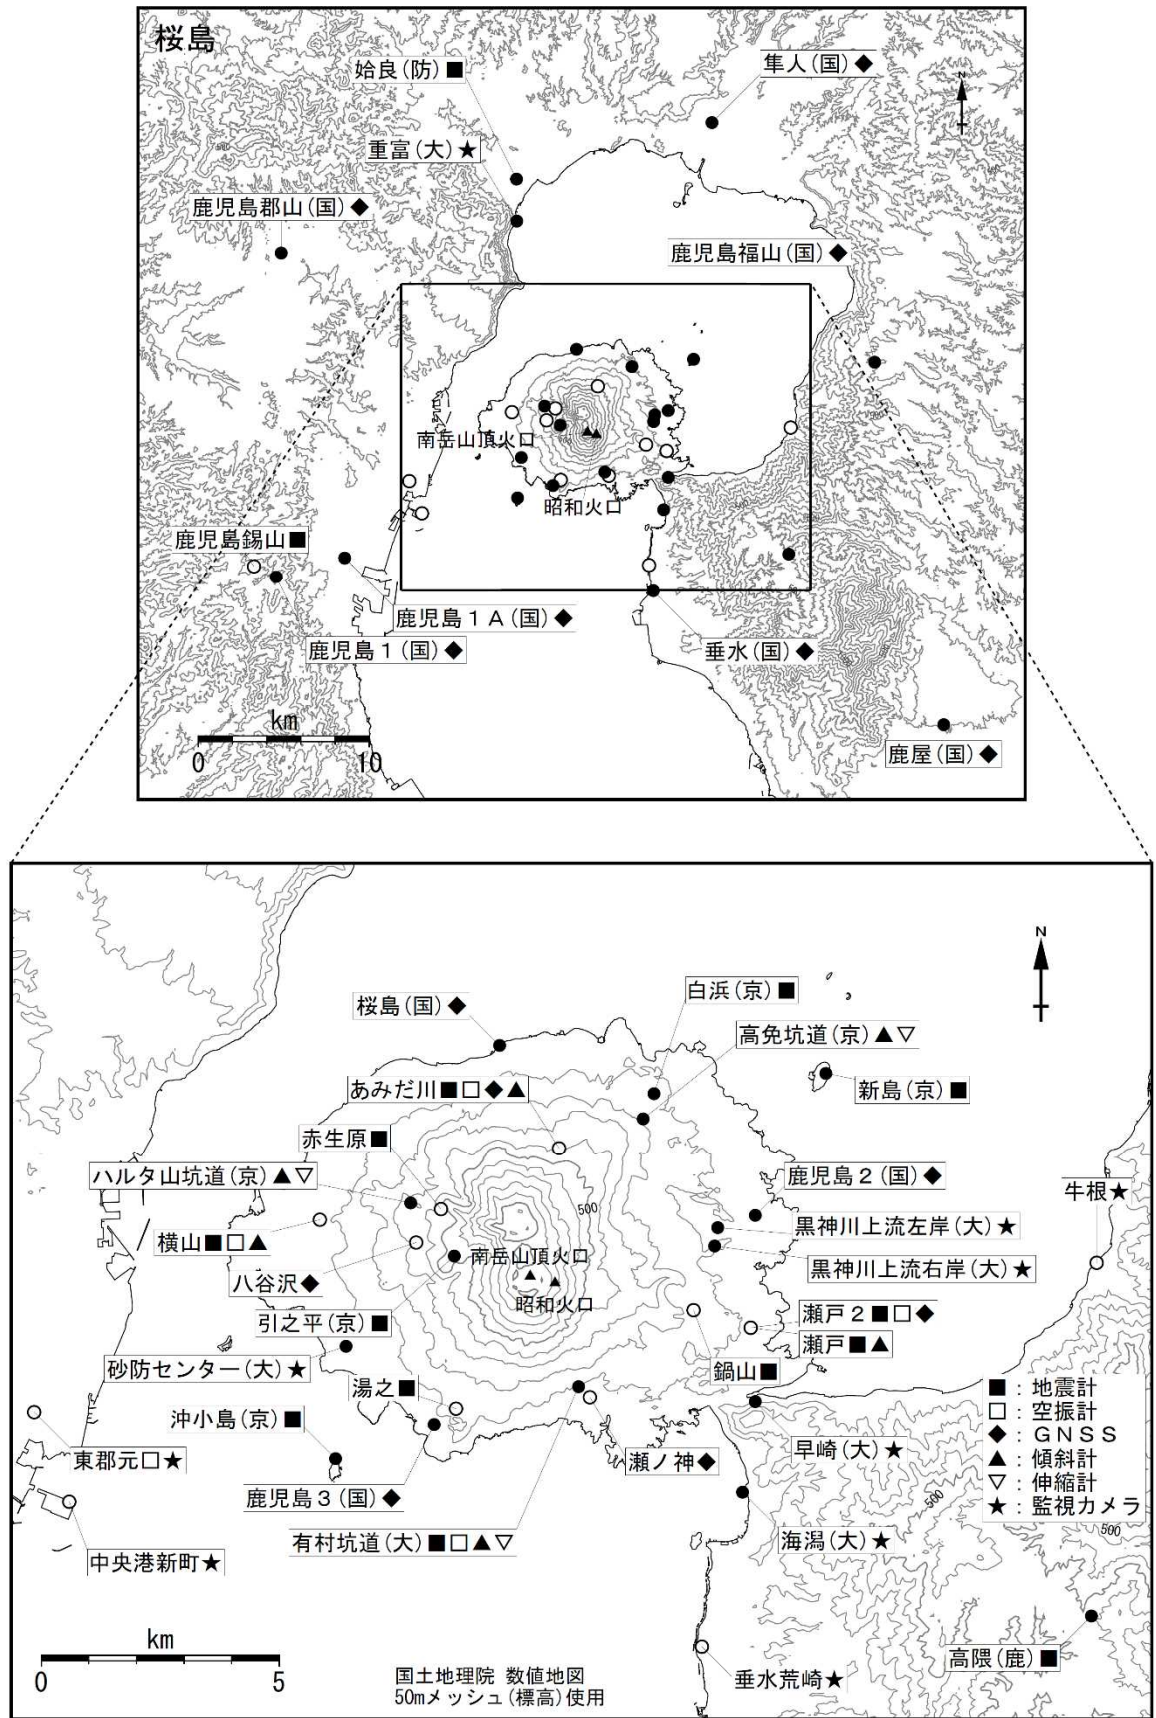 桜島
姶良(防)■
隼人(国)◆
N
重富(大)★
鹿児島郡山(国)◆
鹿児島福山(国)◆
南岳山頂火口
昭和火口
鹿児島錫山■
鹿児島1A(国)◆
鹿児島1(国)◆
垂水(国)◆
km
0 10
鹿屋(国)◆
N
白浜(京)■
桜島(国)◆
高免坑道(京)▲▽
あみだ川■□◆▲
新島(京)■
赤生原■
ハルタ山坑道(京)▲▽
鹿児島2(国)◆
牛根★
500
黒神川上流左岸(大)★
横山■□▲
南岳山頂火口
黒神川上流右岸(大)★
八谷沢◆
昭和火口
瀬戸2■□◆
引之平(京)■
瀬戸■▲
砂防センター(大)★
鍋山■
湯之■
■:地震計
□:空振計
◆:GNSS
▲:傾斜計
▽:伸縮計
★:監視カメラ
沖小島(京)■
早崎(大)★
東郡元□★
瀬ノ神◆
鹿児島3(国)◆
500
500
有村坑道(大)■□▲▽
海潟(大)★
中央港新町★
km
0 5
高隈(鹿)■
国土地理院 数値地図
50mメッシュ(標高)使用
垂水荒崎★